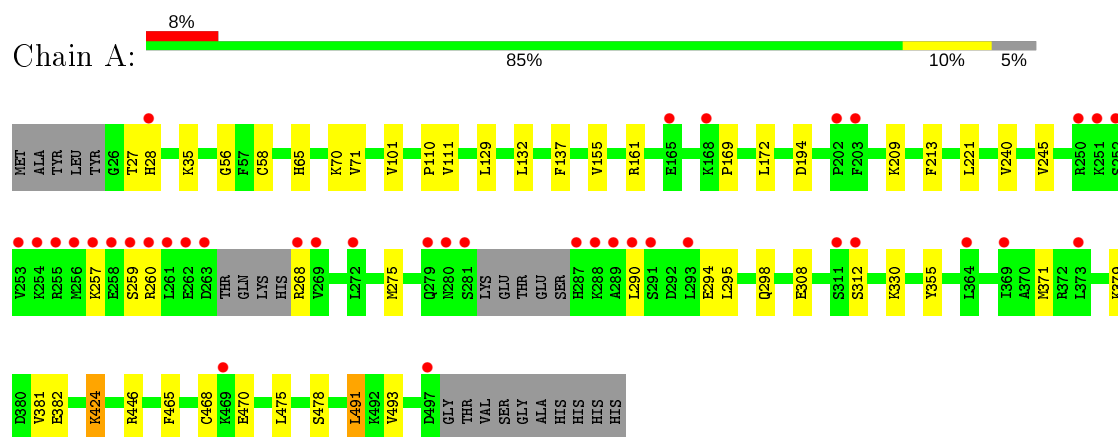 8%
Chain A:
85% 10% 5%
MET ALA TYR LEU TYR G26 T27 H28 K35 G56 F57 C58 H65 K70 V71 V101 P110 V111 L129 L132 F137 V155 R161 E165 K168 P169 L172 D194 P202 F203 K209 F213 L221 V240 V245 R250 K251 S252
V253 K254 R255 M256 K257 E258 S259 R260 L261 E262 D263 THR GLN LYS HIS R268 V269 L272 M275 Q279 N280 S281 LYS GLU THR GLU SER H287 K288 A289 L290 S291 D292 L293 E294 L295 Q298 E308 S311 S312 K330 Y355 L364 I369 A370 M371 R372 L373 K379
D380 V381 E382 K424 R446 F465 C468 K469 E470 L475 S478 L491 K492 V493 D497 GLY THR VAL SER GLY ALA HIS HIS HIS HIS